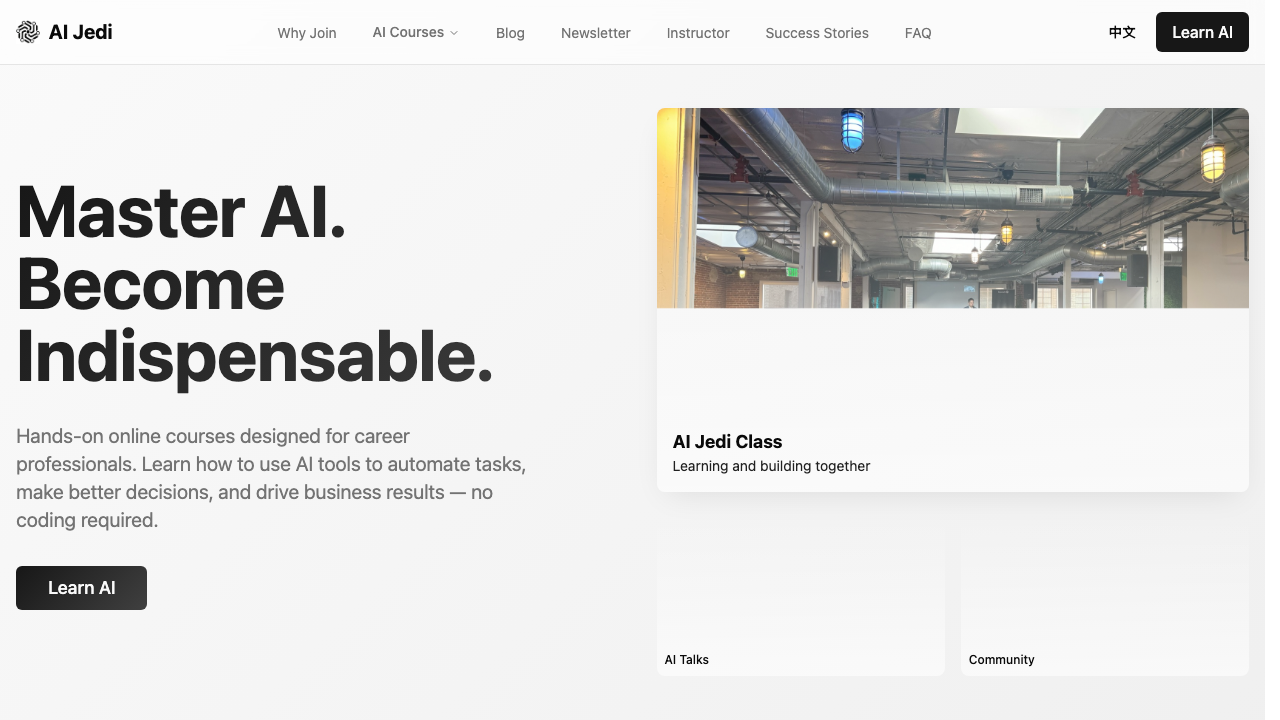 AI Jedi
Why Join
AI Courses
Blog
Newsletter
Instructor
Success Stories
FAQ
中文
Learn AI
Master AI.
Become
Indispensable.
Hands-on online courses designed for career
professionals. Learn how to use AI tools to automate tasks,
make better decisions, and drive business results — no
coding required.
Learn AI
AI Jedi Class
Learning and building together
AI Talks
Community